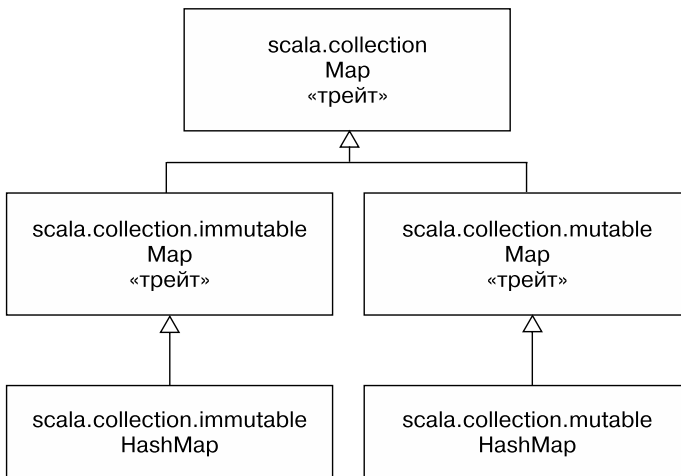 scala.collection
Map
«трейт»
scala.collection.immutable
Map
«трейт»
scala.collection.mutable
Map
«трейт»
scala.collection.immutable
HashMap
scala.collection.mutable
HashMap